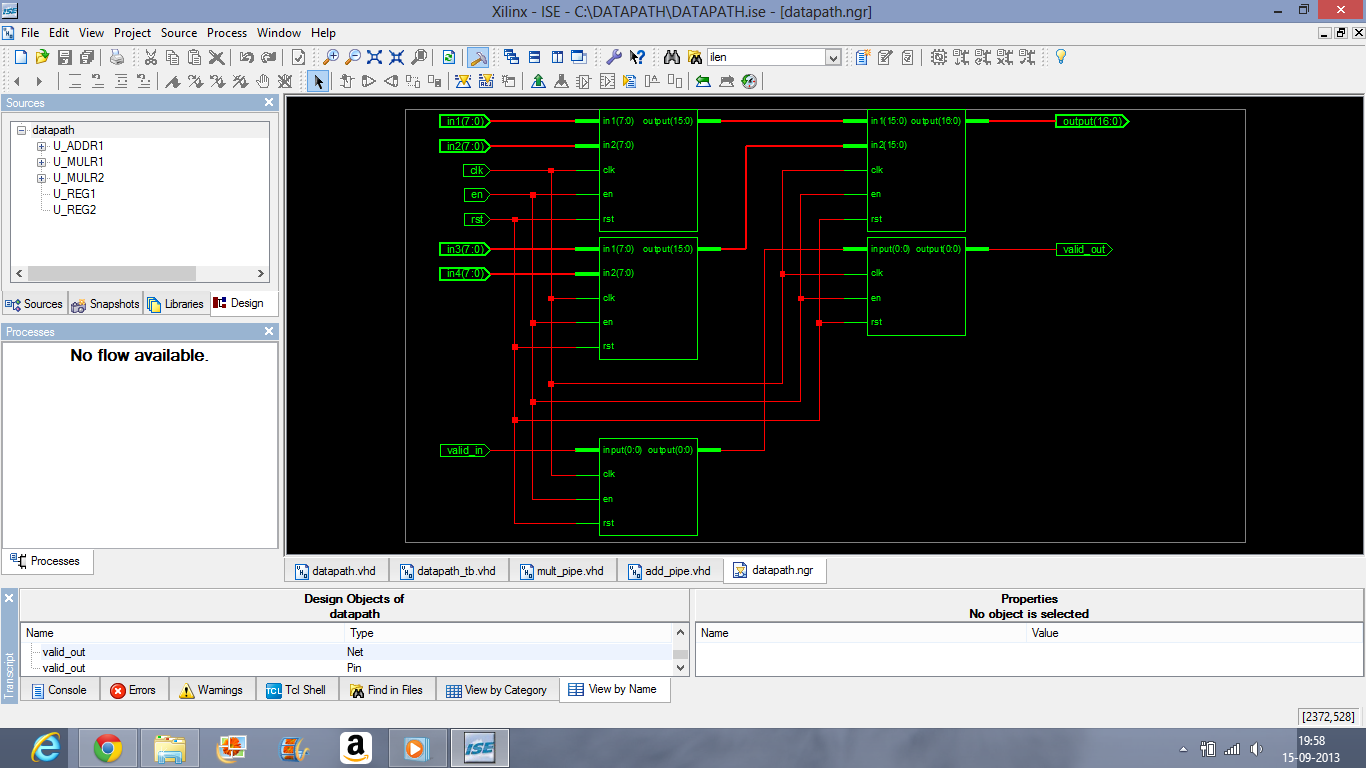 Xilinx - ISE - C:\DATAPATH\DATAPATH.ise - [datapath.ngr]
File Edit View Project Source Process Window Help
ilen
Sources
datapath
U_ADDR1
U_MULR1
U_MULR2
U_REG1
U_REG2
Sources Snapshots Libraries Design
Processes
No flow available.
Processes
in1(7:0) in1(7:0) output(15:0) in1(15:0) output(16:0) output(16:0)
in2(7:0) in2(7:0) in2(15:0)
clk clk clk
en en en
rst rst rst
in3(7:0) in1(7:0) output(15:0) input(0:0) output(0:0) valid_out
in4(7:0) in2(7:0) clk
clk en
en rst
rst
valid_in input(0:0) output(0:0)
clk
en
rst
datapath.vhd datapath_tb.vhd mult_pipe.vhd add_pipe.vhd datapath.ngr
Design Objects of
datapath
Name Type
valid_out Net
valid_out Pin
Properties
No object is selected
Name Value
Transcript
Console Errors Warnings TCL Tcl Shell Find in Files View by Category View by Name
[2372,528]
ISE
19:58
15-09-2013